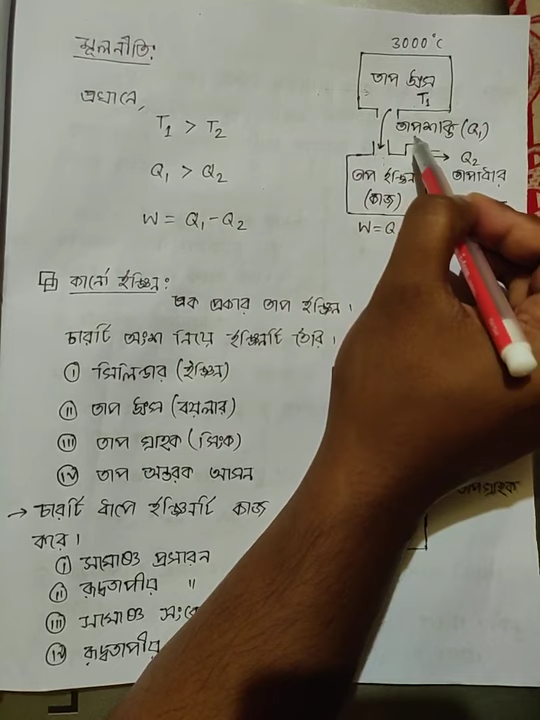 মূলনীতি:
3000°C
তাপ উৎস
T₁
এখানে,
T₁ > T₂
তাপশক্তি (Q₁)
Q₁ > Q₂
Q₂
তাপ ইঞ্জিন
তাপাধার
(কাজ)
W = Q₁-Q₂
W=Q
কার্নো ইঞ্জিন:
এক প্রকার তাপ ইঞ্জিন।
চারটি অংশ নিয়ে ইঞ্জিনটি তৈরি।
(i) সিলিন্ডার (ইঞ্জিন)
(ii) তাপ উৎস (বয়লার)
(iii) তাপ গ্রাহক (সিংক)
(iv) তাপ অন্তরক আসন
তাপগ্রাহক
→ চারটি ধাপে ইঞ্জিনটি কাজ
করে।
(i) সমোষ্ণ প্রসারন
(ii) রূদ্ধতাপীয় "
(iii) সমোষ্ণ
(iv) রূদ্ধতাপীয়